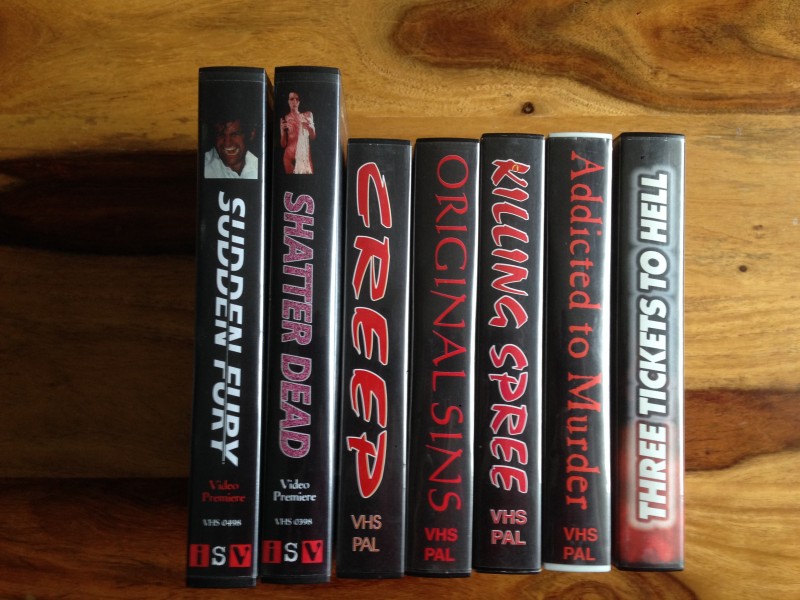 SUDDEN FURY
Video
Premiere
VHS 0498
isv
SHATTER DEAD
Video
Premiere
VHS 0398
isv
CREEP
VHS
PAL
ORIGINAL SINS
VHS
PAL
KILLING SPREE
VHS
PAL
Addicted to Murder
VHS
PAL
THREE TICKETS TO HELL